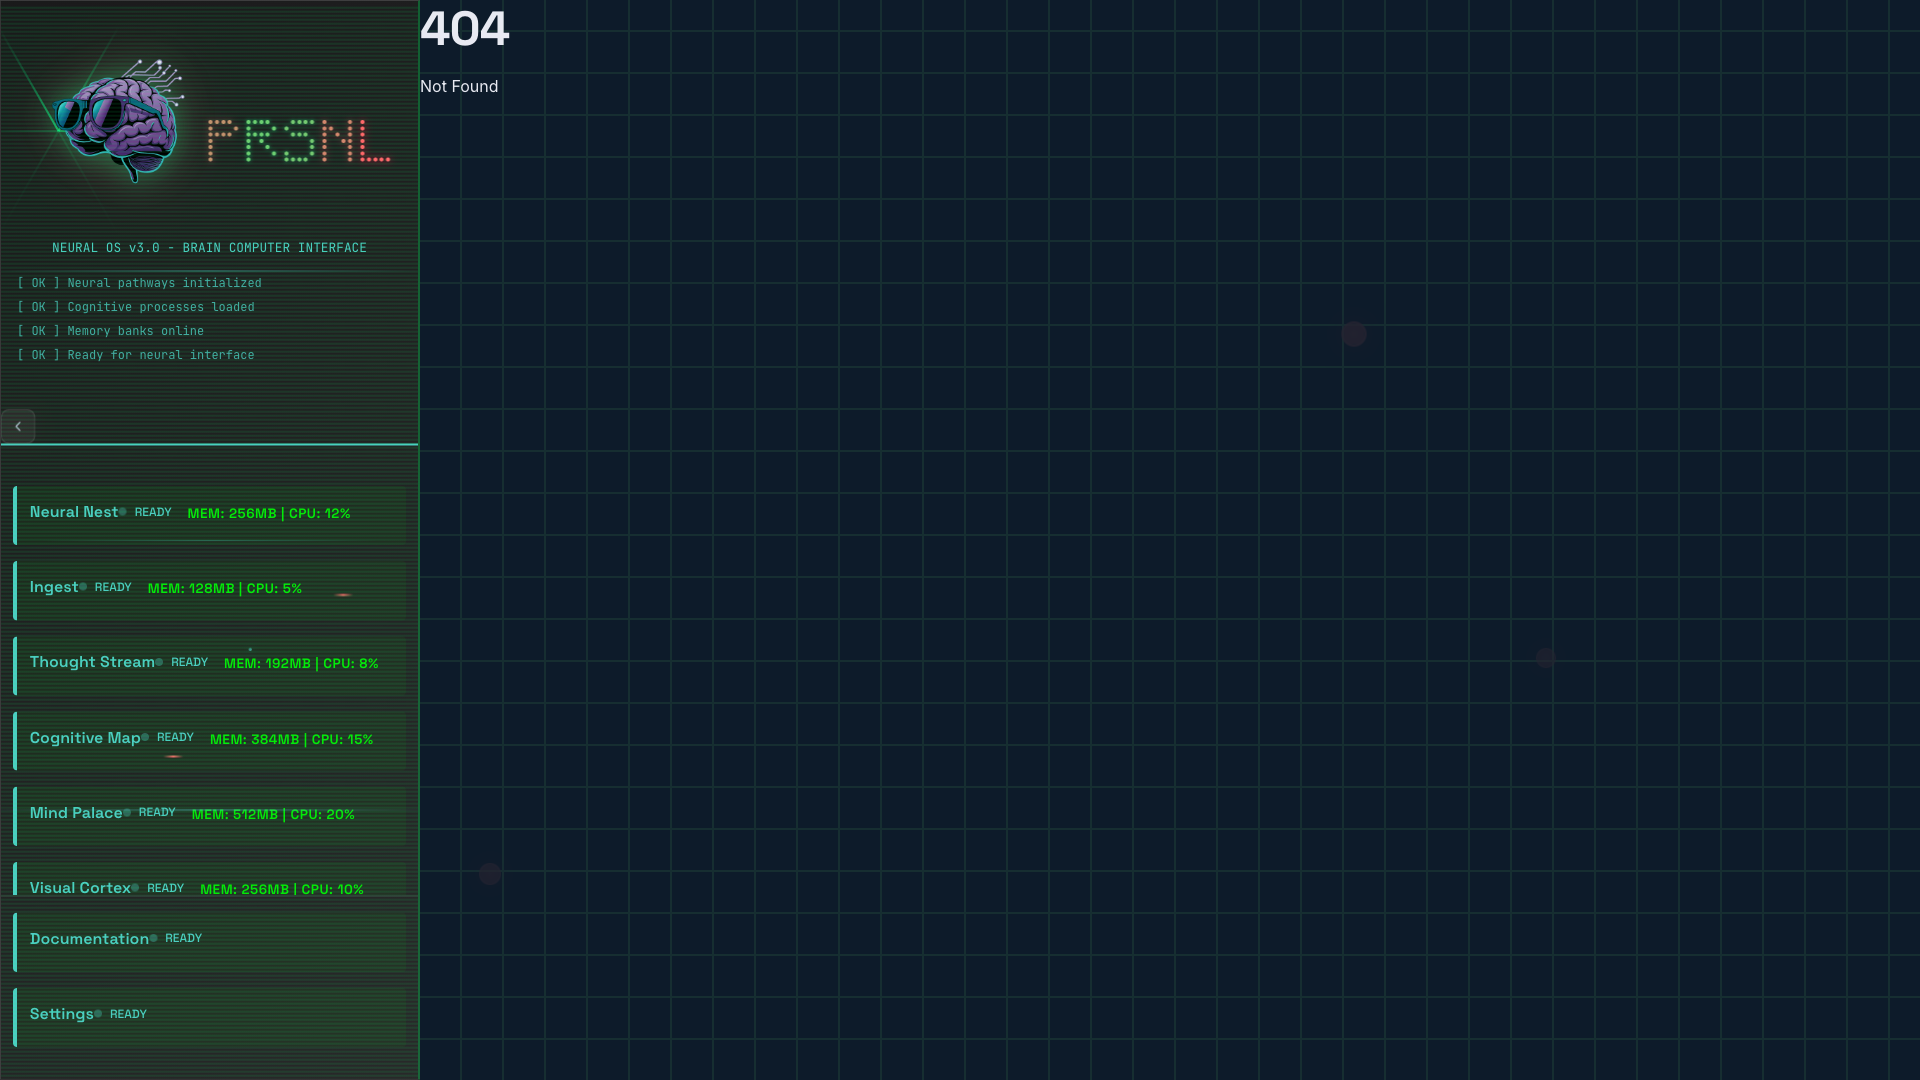 PRSNL
NEURAL OS v3.0 - BRAIN COMPUTER INTERFACE
[ OK ] Neural pathways initialized
[ OK ] Cognitive processes loaded
[ OK ] Memory banks online
[ OK ] Ready for neural interface
Neural Nest READY MEM: 256MB | CPU: 12%
Ingest READY MEM: 128MB | CPU: 5%
Thought Stream READY MEM: 192MB | CPU: 8%
Cognitive Map READY MEM: 384MB | CPU: 15%
Mind Palace READY MEM: 512MB | CPU: 20%
Visual Cortex READY MEM: 256MB | CPU: 10%
Documentation READY
Settings READY
404
Not Found